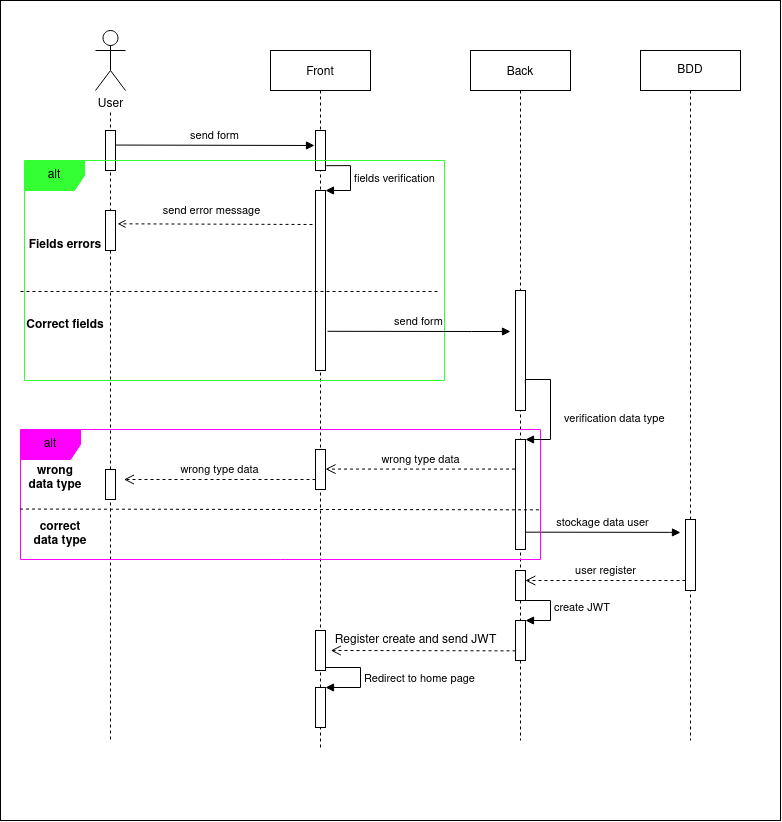 User
Front
Back
BDD
send form
alt
fields verification
send error message
Fields errors
Correct fields
send form
verification data type
alt
wrong
data type
wrong type data
wrong type data
correct
data type
stockage data user
user register
create JWT
Register create and send JWT
Redirect to home page